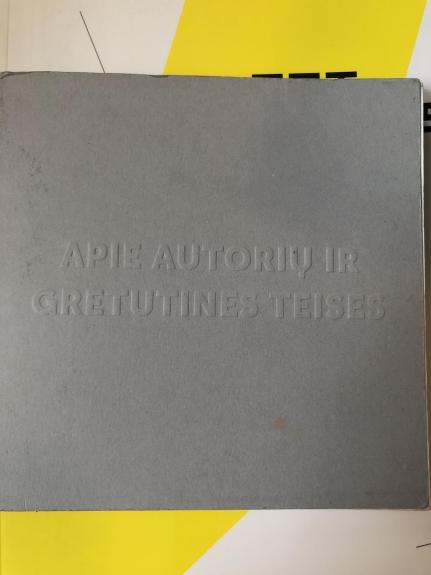 APIE AUTORIŲ IR
GRETUTINES TEISES